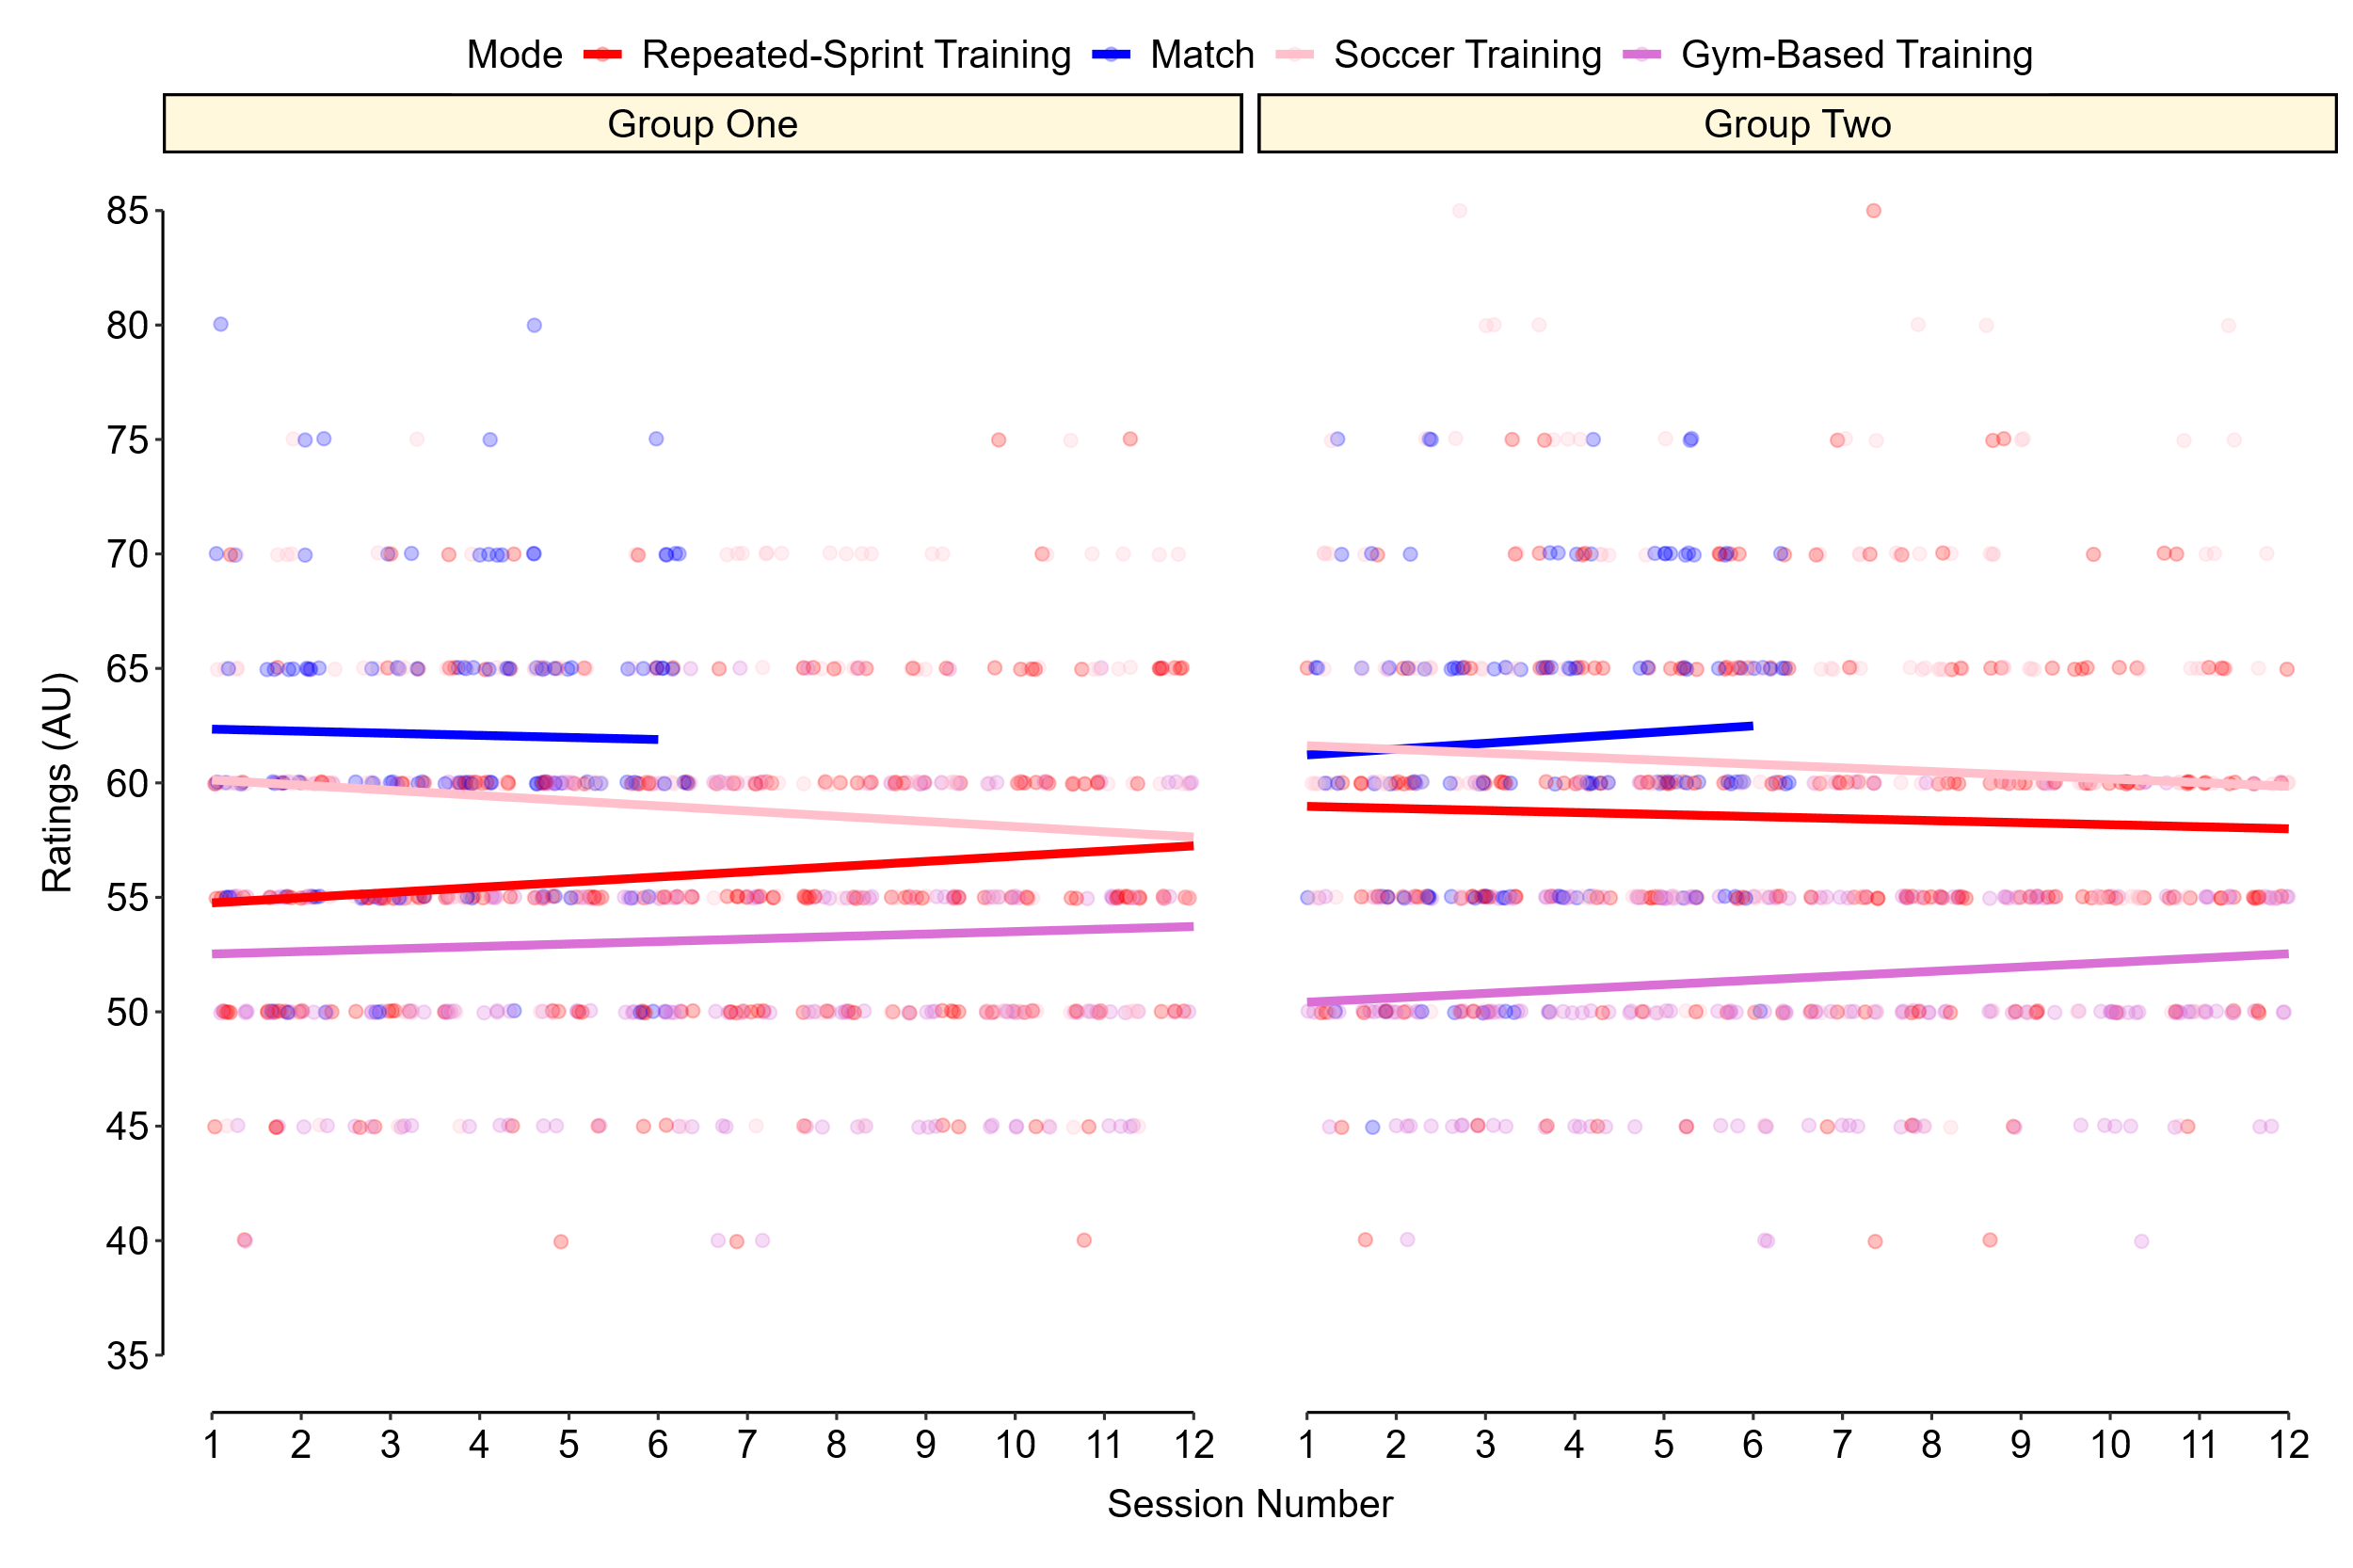 Mode Repeated-Sprint Training Match Soccer Training Gym-Based Training
Group One Group Two
85
80
75
70
65
60
55
50
45
40
35
Ratings (AU)
1 2 3 4 5 6 7 8 9 10 11 12 1 2 3 4 5 6 7 8 9 10 11 12
Session Number